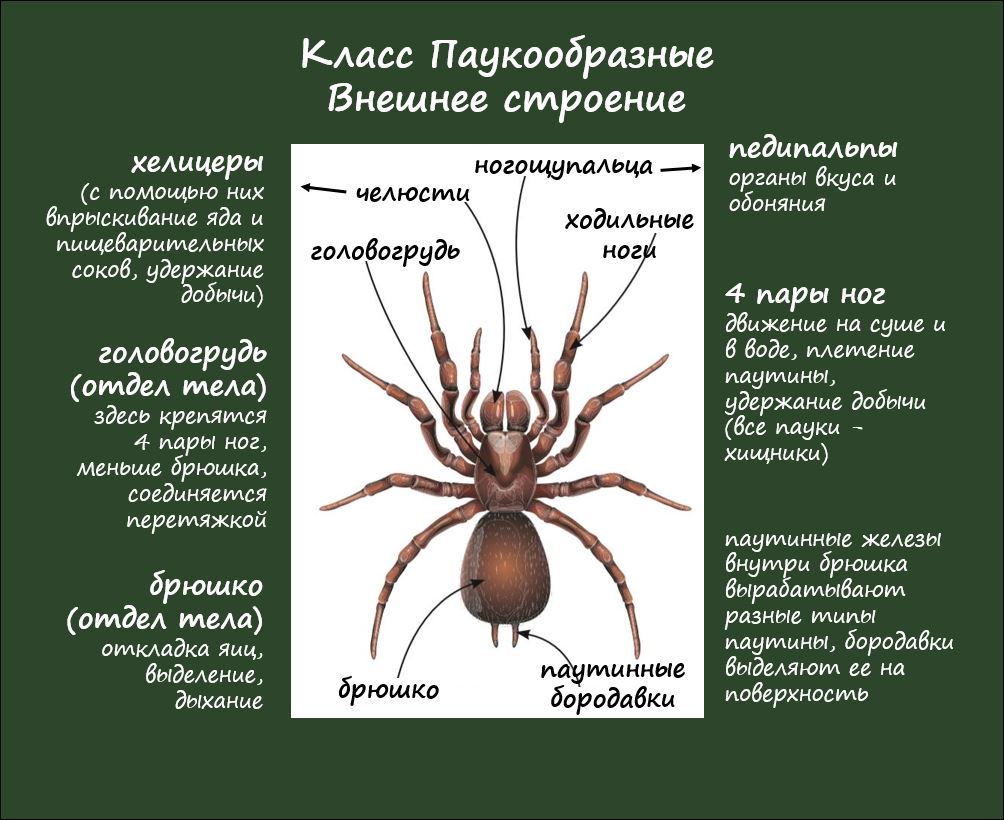 Класс Паукообразные
Внешнее строение
хелицеры
(с помощью них
впрыскивание яда и
пищеварительных
соков, удержание
добычи)
головогрудь
(отдел тела)
здесь крепятся
4 пары ног,
меньше брюшка,
соединяется
перетяжкой
брюшко
(отдел тела)
откладка яиц,
выделение,
дыхание
ногощупальца
челюсти
ходильные
ноги
головогрудь
брюшко
паутинные
бородавки
педипальпы
органы вкуса и
обоняния
4 пары ног
движение на суше и
в воде, плетение
паутины,
удержание добычи
(все пауки -
хищники)
паутинные железы
внутри брюшка
вырабатывают
разные типы
паутины, бородавки
выделяют ее на
поверхность